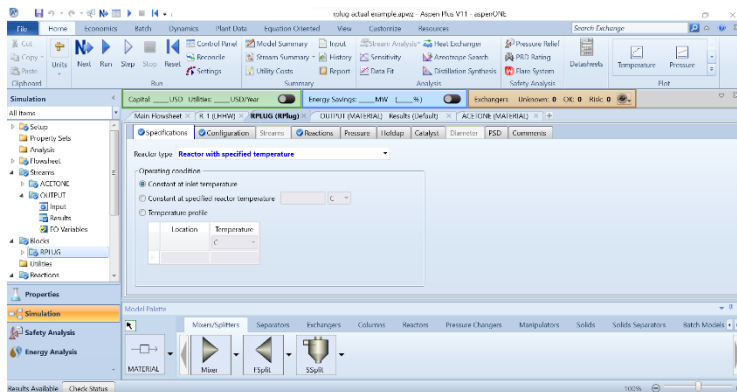 rplug actual example.apwz - Aspen Plus V11 - aspenONE
File Home Economics Batch Dynamics Plant Data Equation Oriented View Customize Resources Search Exchange
Cut
Copy
Paste
Clipboard
Units
Next Run Step Stop Reset
Control Panel
Reconcile
Settings
Run
Model Summary Input
Stream Summary History
Utility Costs Report
Summary
Stream Analysis Heat Exchanger
Sensitivity Azeotrope Search
Data Fit Distillation Synthesis
Analysis
Pressure Relief
PRD Rating
Flare System
Safety Analysis
Datasheets
Temperature Pressure
Plot
Simulation
All Items
Setup
Property Sets
Analysis
Flowsheet
Streams
ACETONE
OUTPUT
Input
Results
EO Variables
Blocks
RPLUG
Utilities
Reactions
Properties
Simulation
Safety Analysis
Energy Analysis
Capital: ____USD Utilities: ____USD/Year Energy Savings: ____MW (____%) Exchangers Unknown: 0 OK: 0 Risk: 0
Main Flowsheet R-1 (LHHW) RPLUG (RPlug) OUTPUT (MATERIAL) - Results (Default) ACETONE (MATERIAL) +
Specifications Configuration Streams Reactions Pressure Holdup Catalyst Diameter PSD Comments
Reactor type Reactor with specified temperature
Operating condition
Constant at inlet temperature
Constant at specified reactor temperature C
Temperature profile
Location Temperature
C
Model Palette
Mixers/Splitters Separators Exchangers Columns Reactors Pressure Changers Manipulators Solids Solids Separators Batch Models
MATERIAL Mixer FSplit SSplit
Results Available Check Status 100%